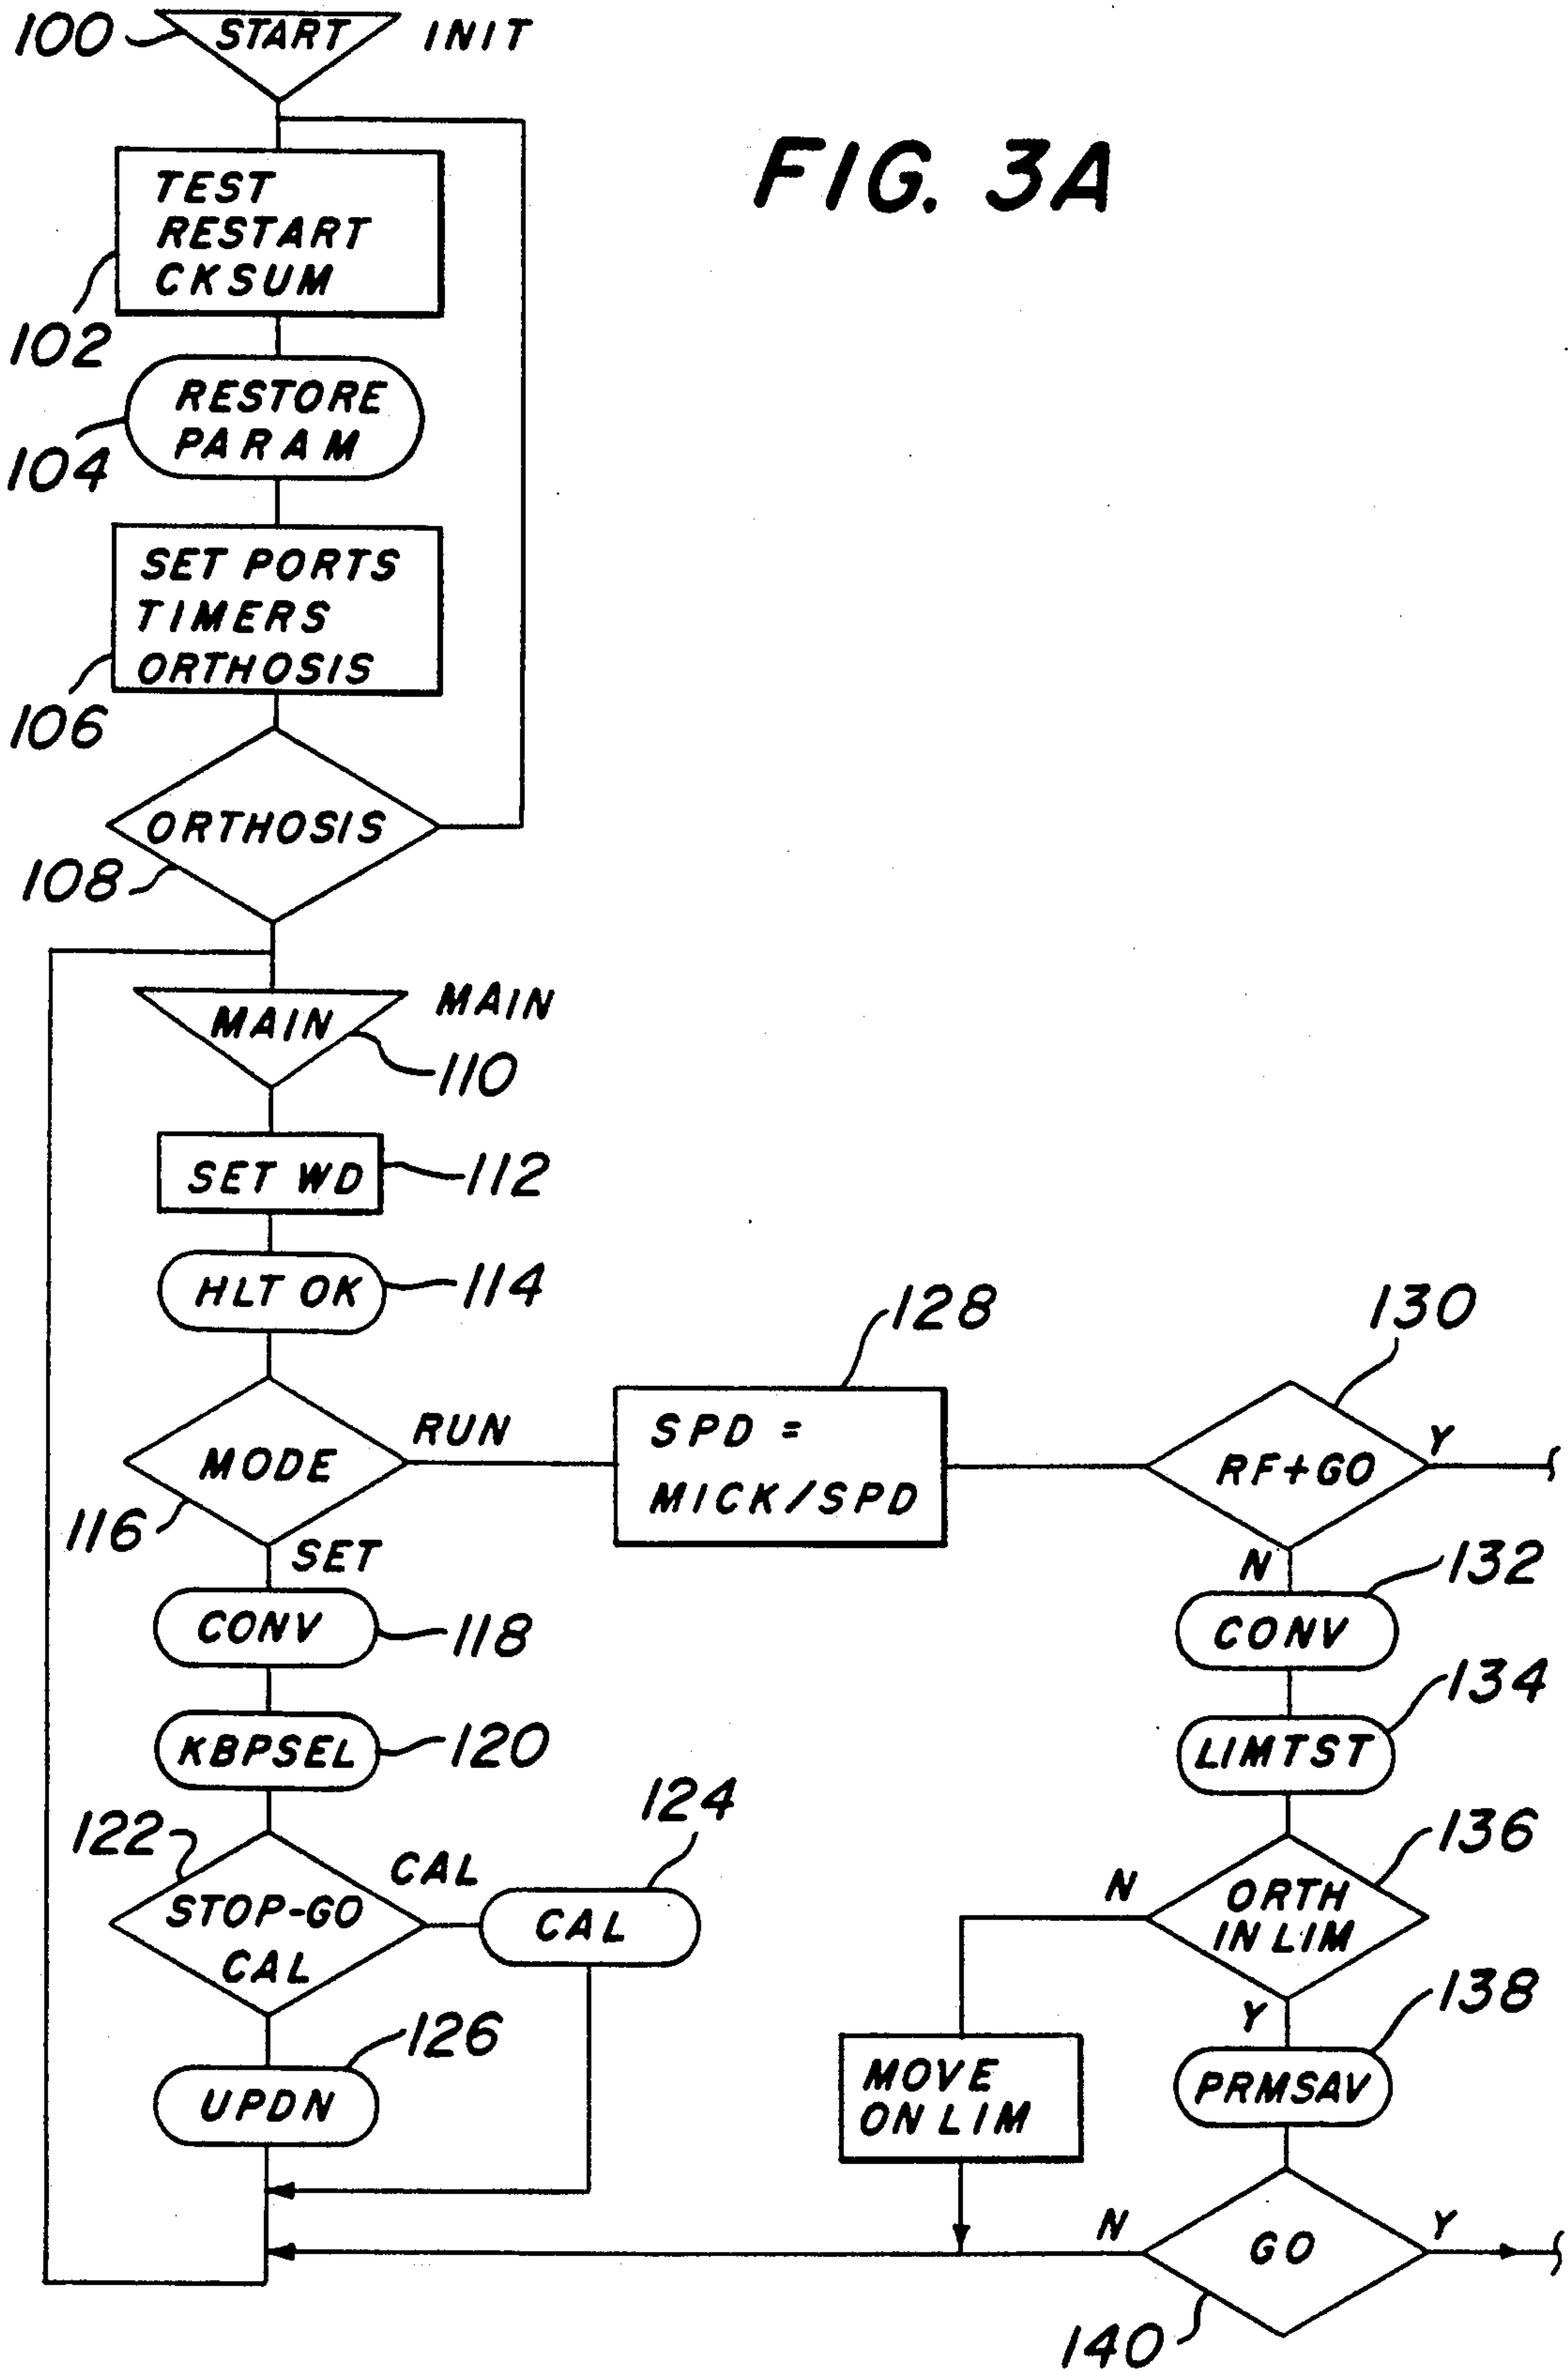 100
START
INIT
FIG. 3A
TEST
RESTART
CKSUM
102
RESTORE
PARAM
104
SET PORTS
TIMERS
ORTHOSIS
106
ORTHOSIS
108
MAIN
MAIN
110
SET WD
112
HLT OK
114
MODE
116
RUN
SET
SPD =
MICK/SPD
128
RF+GO
130
Y
N
CONV
118
CONV
132
KBPSEL
120
LIMTST
134
122
STOP-GO
CAL
CAL
CAL
124
ORTH
IN LIM
136
N
Y
UPDN
126
MOVE
ON LIM
PRMSAV
138
N
GO
Y
140